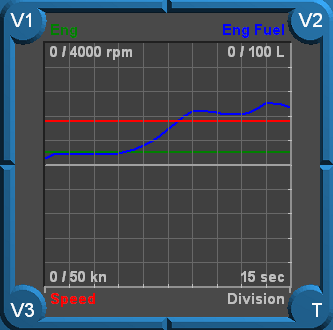 V1
V2
Eng
Eng Fuel
0 / 4000 rpm
0 / 100 L
0 / 50 kn
15 sec
Speed
Division
V3
T